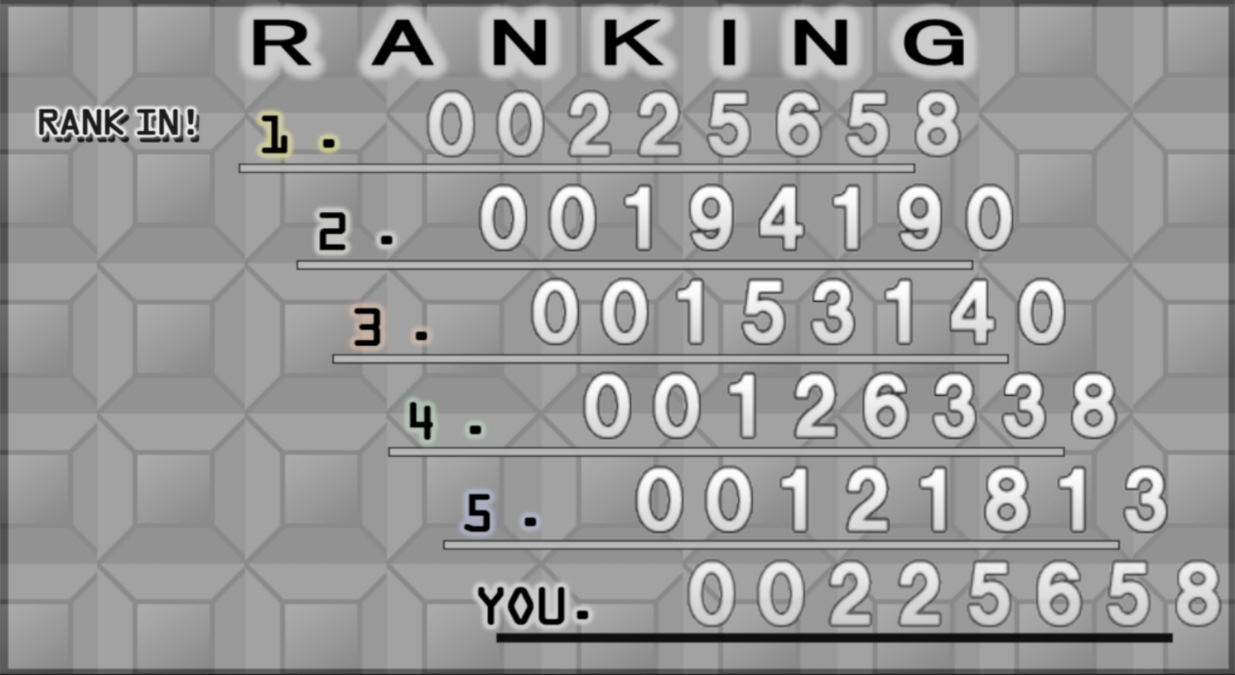 RANKING
RANK IN! 1. 00225658
2. 00194190
3. 00153140
4. 00126338
5. 00121813
YOU. 00225658